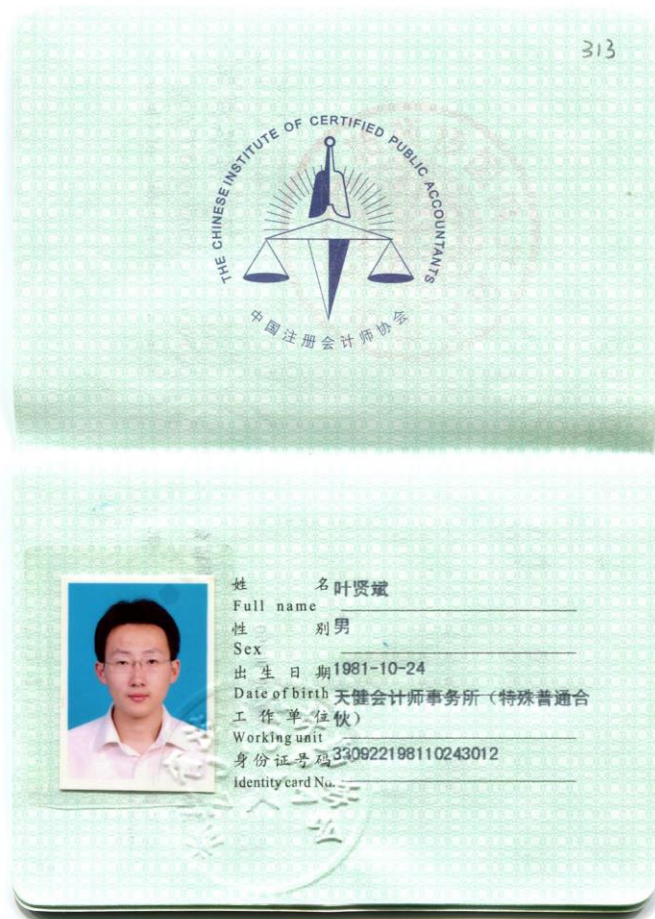 313
THE CHINESE INSTITUTE OF CERTIFIED PUBLIC ACCOUNTANTS
中国注册会计师协会
姓 名 叶贤斌
Full name
性 别 男
Sex
出生日期 1981-10-24
Date of birth
工作单位 天健会计师事务所（特殊普通合
伙）
Working unit
身份证号码 330922198110243012
Identity card No.